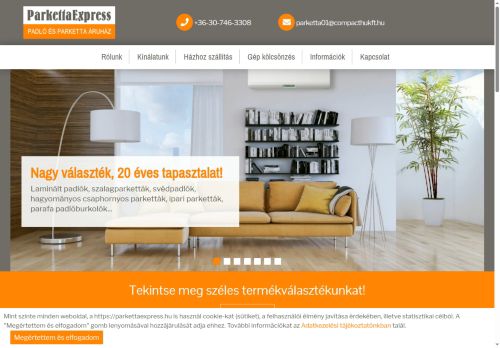 ParkettaExpress
PADLÓ ÉS PARKETTA ÁRUHÁZ
+36-30-746-3308
parketta01@compacthukft.hu
Rólunk
Kínálatunk
Házhoz szállítás
Gép kölcsönzés
Információk
Kapcsolat
Nagy választék, 20 éves tapasztalat!
Laminált padlók, szalagparketták, svédpadlók,
hagyományos csaphornyos parketták, ipari parketták,
parafa padlóburkolók...
Tekintse meg széles termékválasztékunkat!
Mint szinte minden weboldal, a https://parkettaexpress.hu is használ cookie-kat (sütiket), a felhasználói élmény javítása érdekében, illetve statisztikai célból. A
"Megértettem és elfogadom" gomb lenyomásával hozzájárulását adja ehhez. További információkat az Adatkezelési tájékoztatónkban talál.
Megértettem és elfogadom